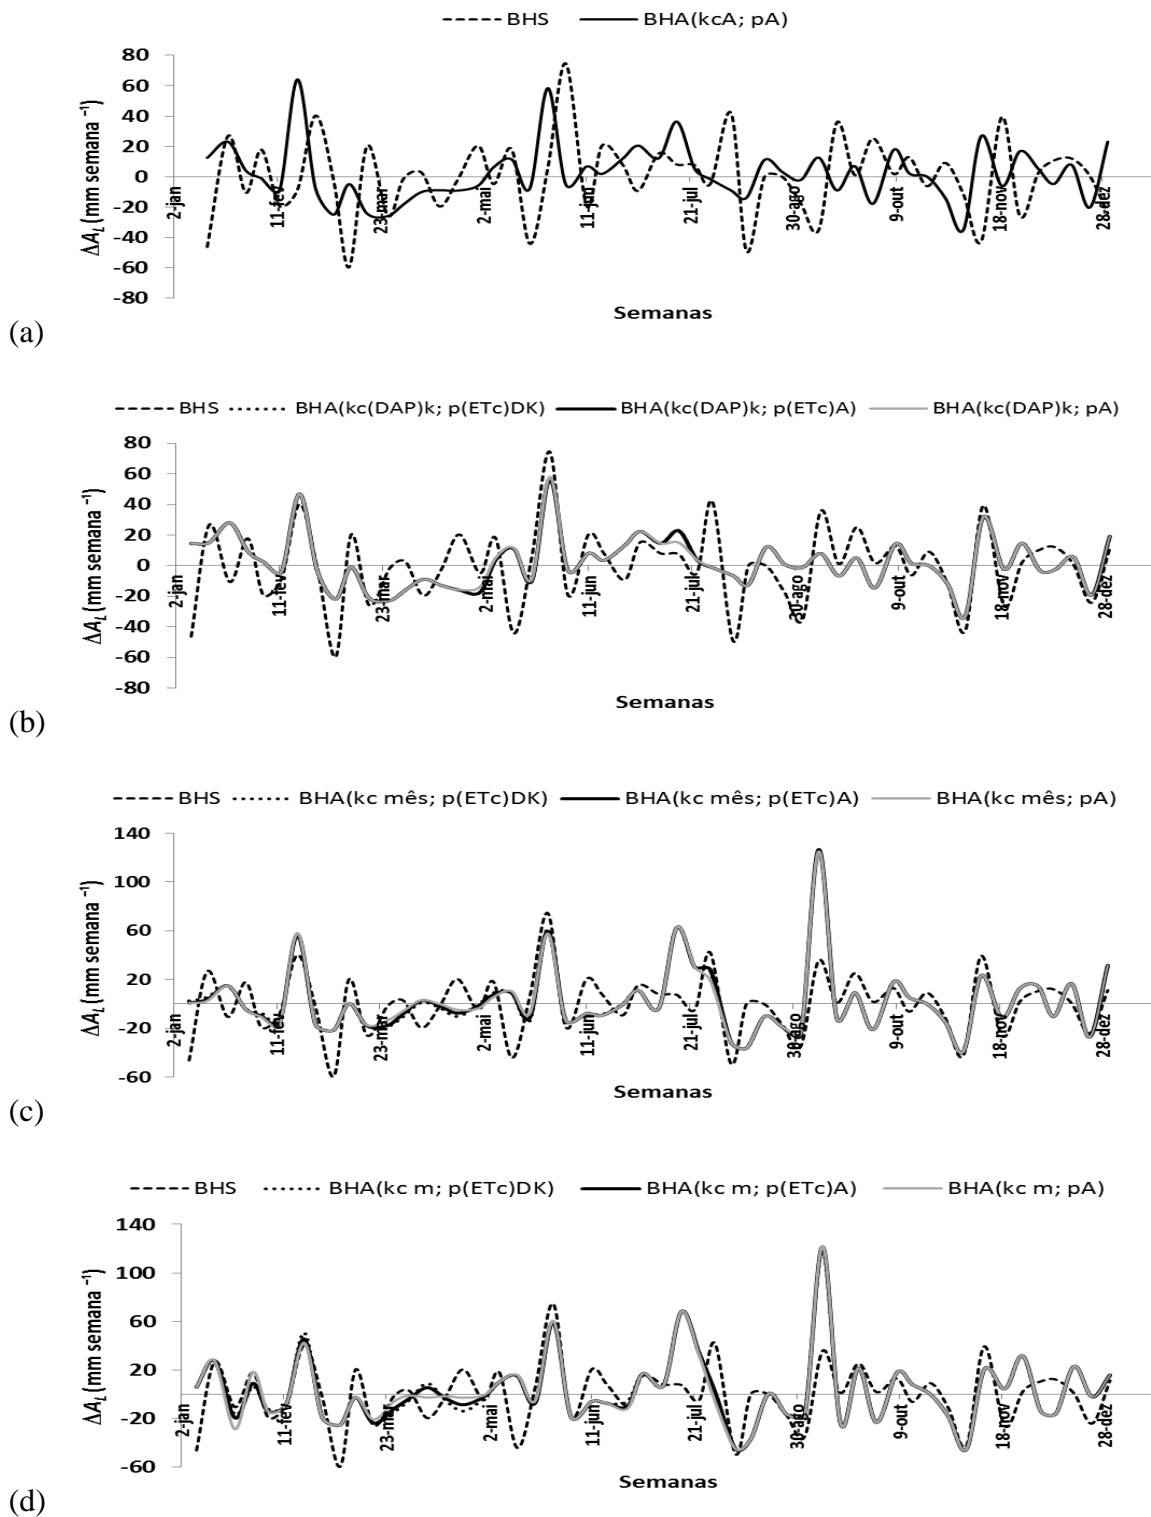 BHS BHA(kcA; pA)
80
60
40
20
0
-20
-40
-60
-80
ΔA_L (mm semana ⁻¹)
2-jan 11-fev 23-mar 2-mai 11-jun 21-jul 30-ago 9-out 18-nov 28-dez
Semanas
(a)
BHS BHA(kc(DAP)k; p(ETc)DK) BHA(kc(DAP)k; p(ETc)A) BHA(kc(DAP)k; pA)
80
60
40
20
0
-20
-40
-60
-80
ΔA_L (mm semana ⁻¹)
2-jan 11-fev 23-mar 2-mai 11-jun 21-jul 30-ago 9-out 18-nov 28-dez
Semanas
(b)
BHS BHA(kc mês; p(ETc)DK) BHA(kc mês; p(ETc)A) BHA(kc mês; pA)
140
100
60
20
-20
-60
ΔA_L (mm semana ⁻¹)
2-jan 11-fev 23-mar 2-mai 11-jun 21-jul 30-ago 9-out 18-nov 28-dez
Semanas
(c)
BHS BHA(kc m; p(ETc)DK) BHA(kc m; p(ETc)A) BHA(kc m; pA)
140
100
60
20
-20
-60
ΔA_L (mm semana ⁻¹)
2-jan 11-fev 23-mar 2-mai 11-jun 21-jul 30-ago 9-out 18-nov 28-dez
Semanas
(d)